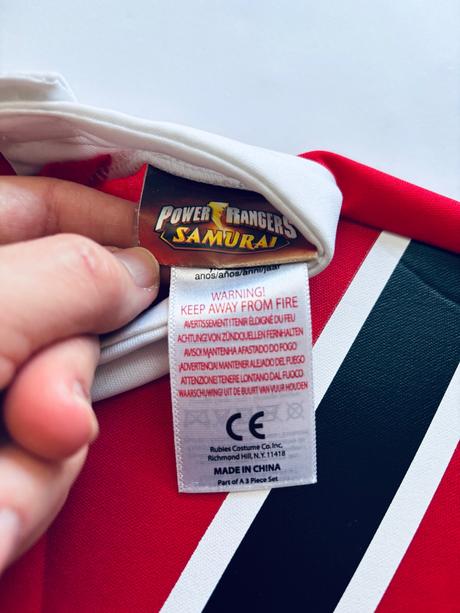 POWER RANGERS
SAMURAI
anos/años/anni/jaar
WARNING!
KEEP AWAY FROM FIRE
AVERTISSEMENT! TENIR ÉLOIGNÉ DU FEU
ACHTUNG! VON ZÜNDQUELLEN FERNHALTEN
AVISO! MANTENHA AFASTADO DO FOGO
¡ADVERTENCIA! MANTENER ALEJADO DEL FUEGO
ATTENZIONE! TENERE LONTANO DAL FUOCO
WAARSCHUWING! UIT DE BUURT VAN VUUR HOUDEN
CE
Rubies Costume Co. Inc,
Richmond Hill, N.Y. 11418
MADE IN CHINA
Part of A 3 Piece Set